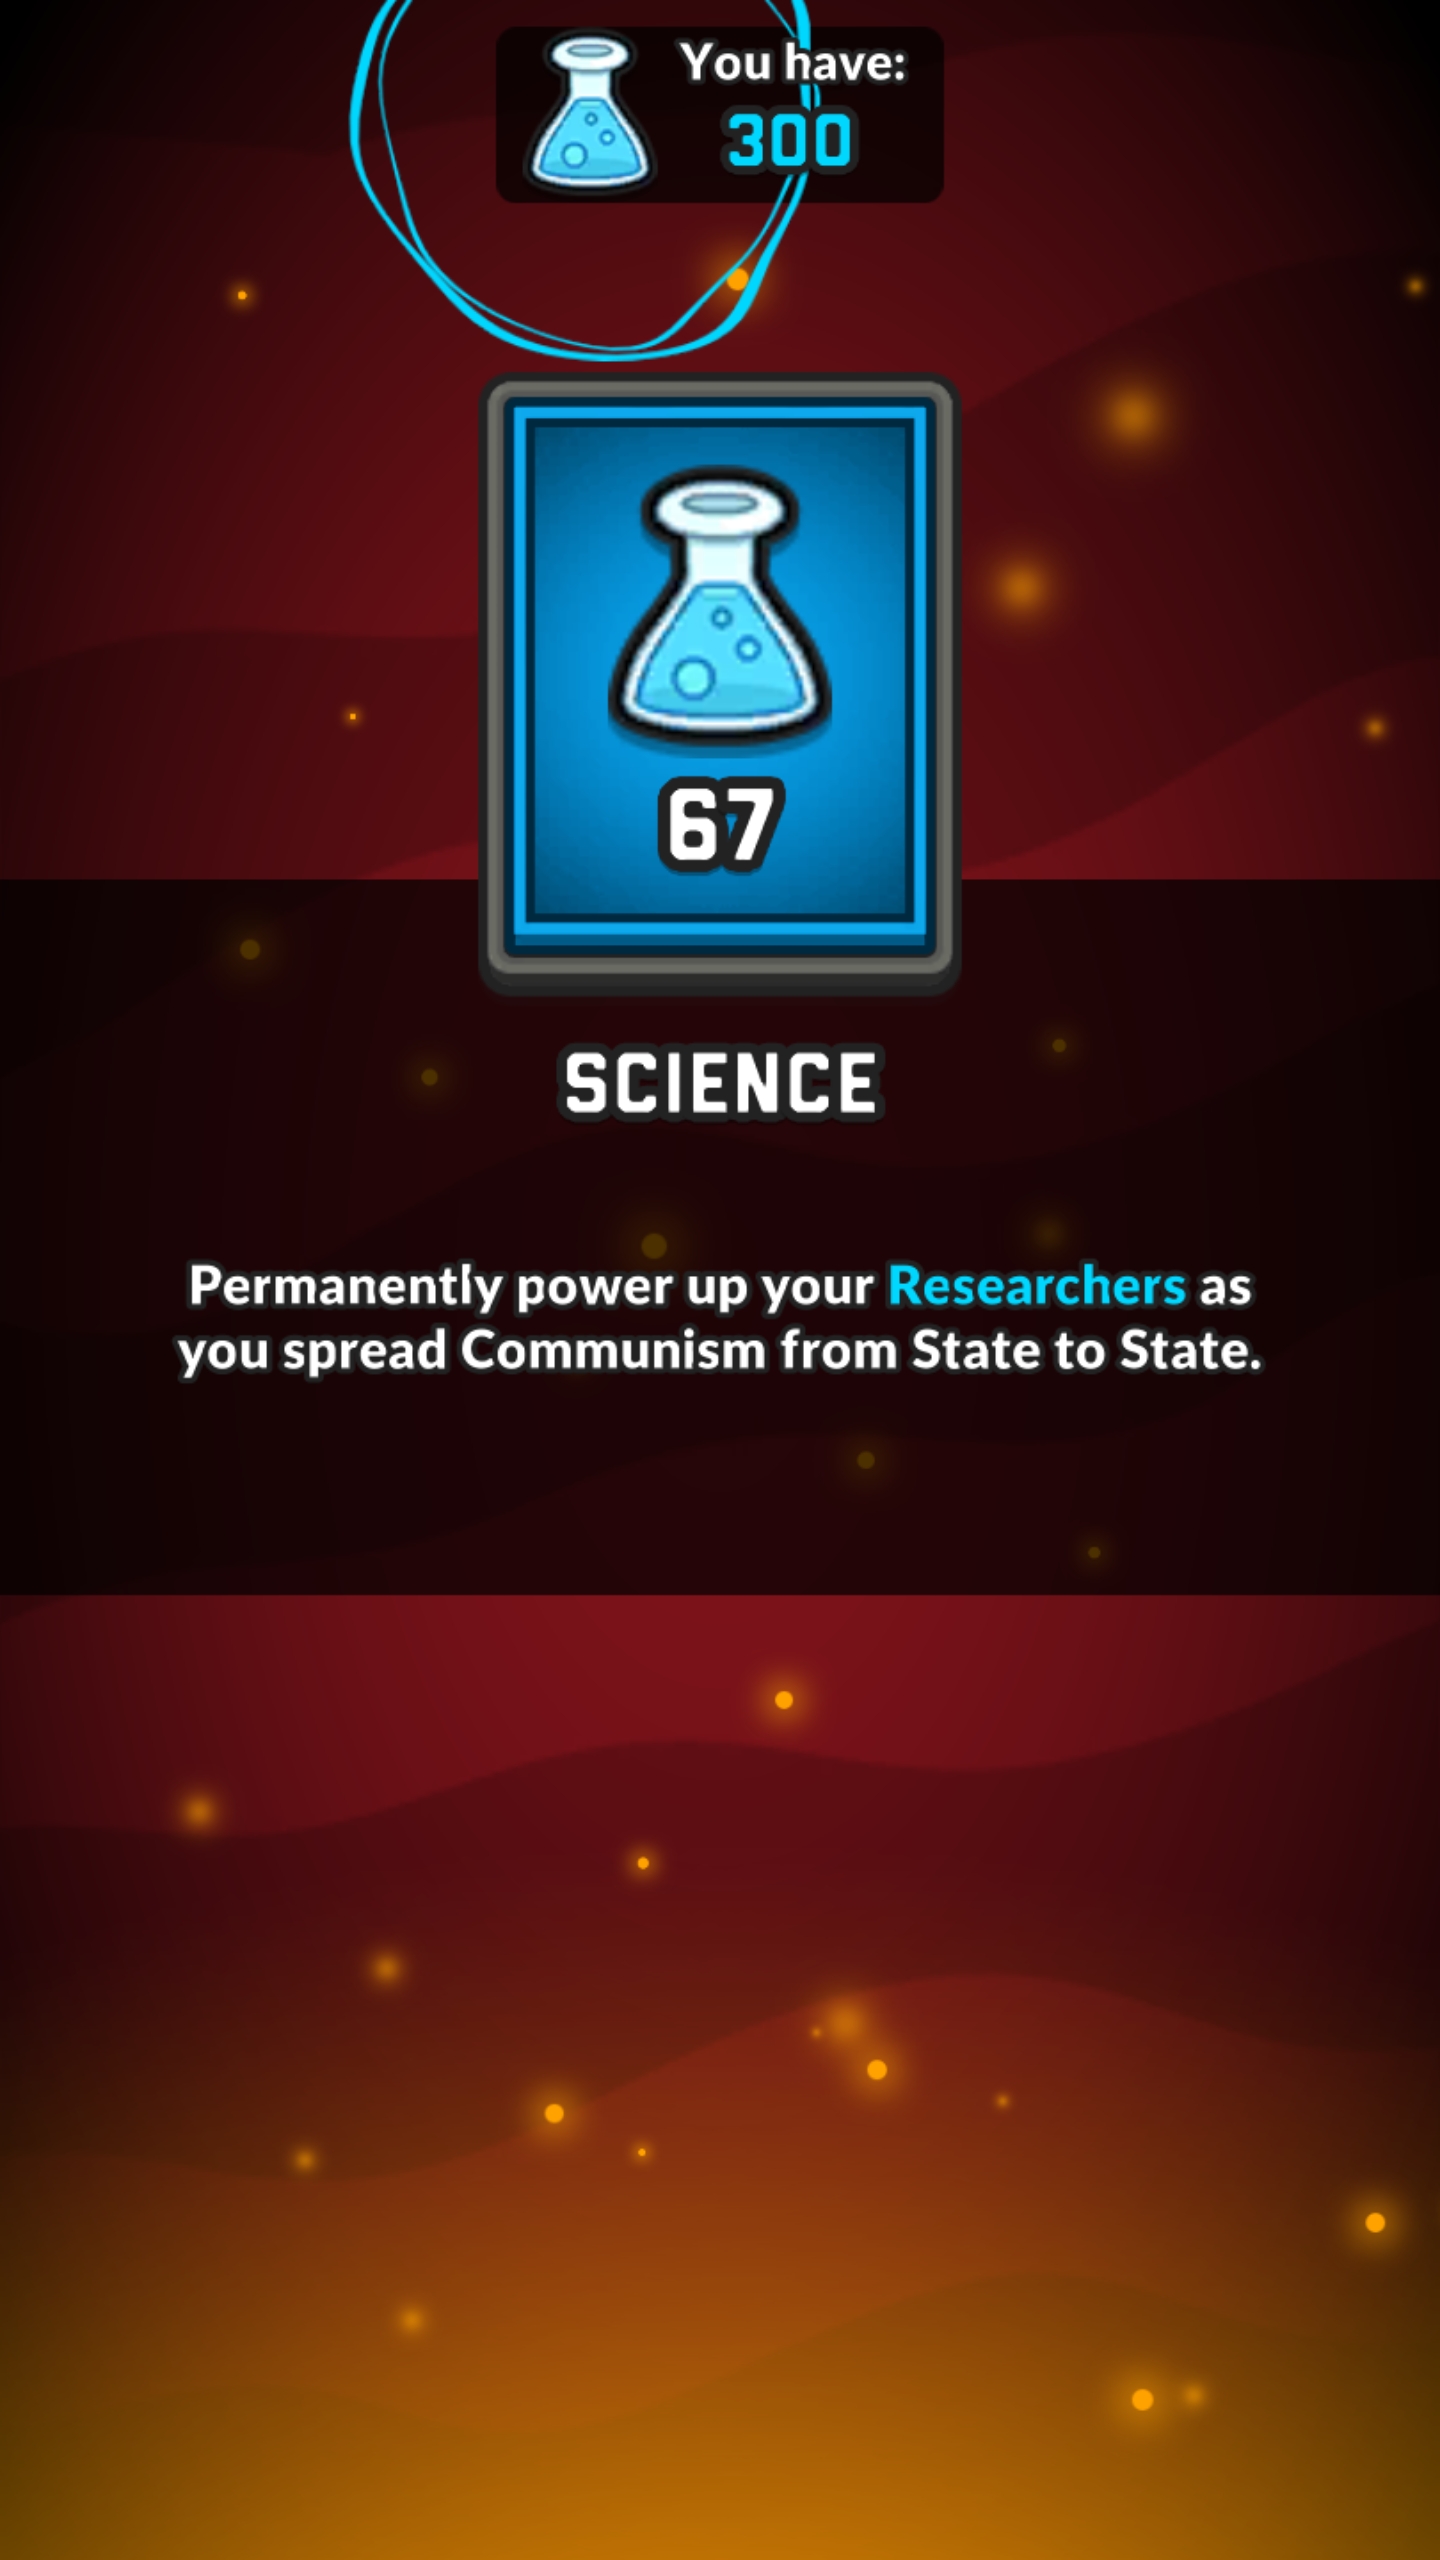 You have:
300
67
SCIENCE
Permanently power up your Researchers as
you spread Communism from State to State.